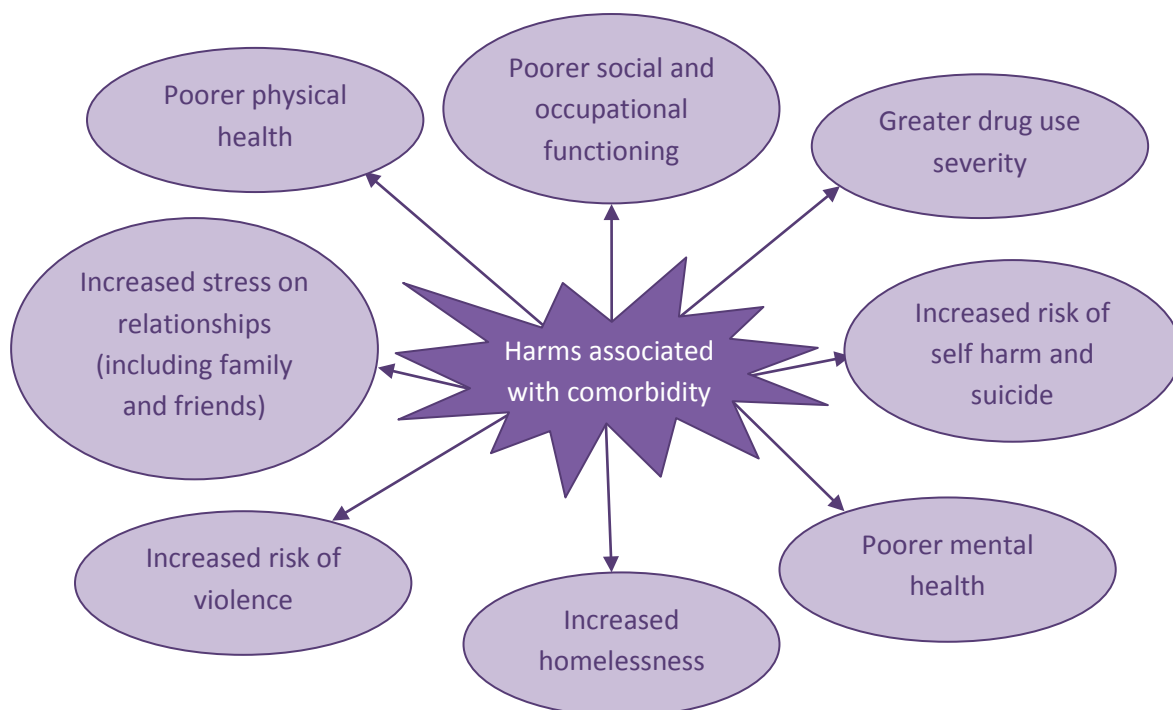 Poorer physical
health
Poorer social and
occupational
functioning
Greater drug use
severity
Increased stress on
relationships
(including family
and friends)
Harms associated
with comorbidity
Increased risk of
self harm and
suicide
Increased risk of
violence
Increased
homelessness
Poorer mental
health